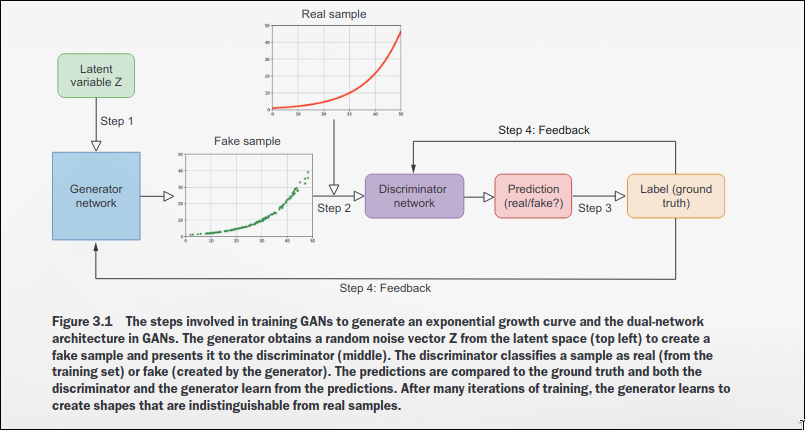 Real sample
50
40
30
20
10
0
0 10 20 31 40 50
Latent
variable Z
Step 1
Fake sample
50
40
30
20
10
0 10 20 30 40 50
Generator
network
Step 2
Discriminator
network
Prediction
(real/fake?)
Step 3
Label (ground
truth)
Step 4: Feedback
Step 4: Feedback
Figure 3.1 The steps involved in training GANs to generate an exponential growth curve and the dual-network
architecture in GANs. The generator obtains a random noise vector Z from the latent space (top left) to create a
fake sample and presents it to the discriminator (middle). The discriminator classifies a sample as real (from the
training set) or fake (created by the generator). The predictions are compared to the ground truth and both the
discriminator and the generator learn from the predictions. After many iterations of training, the generator learns to
create shapes that are indistinguishable from real samples.